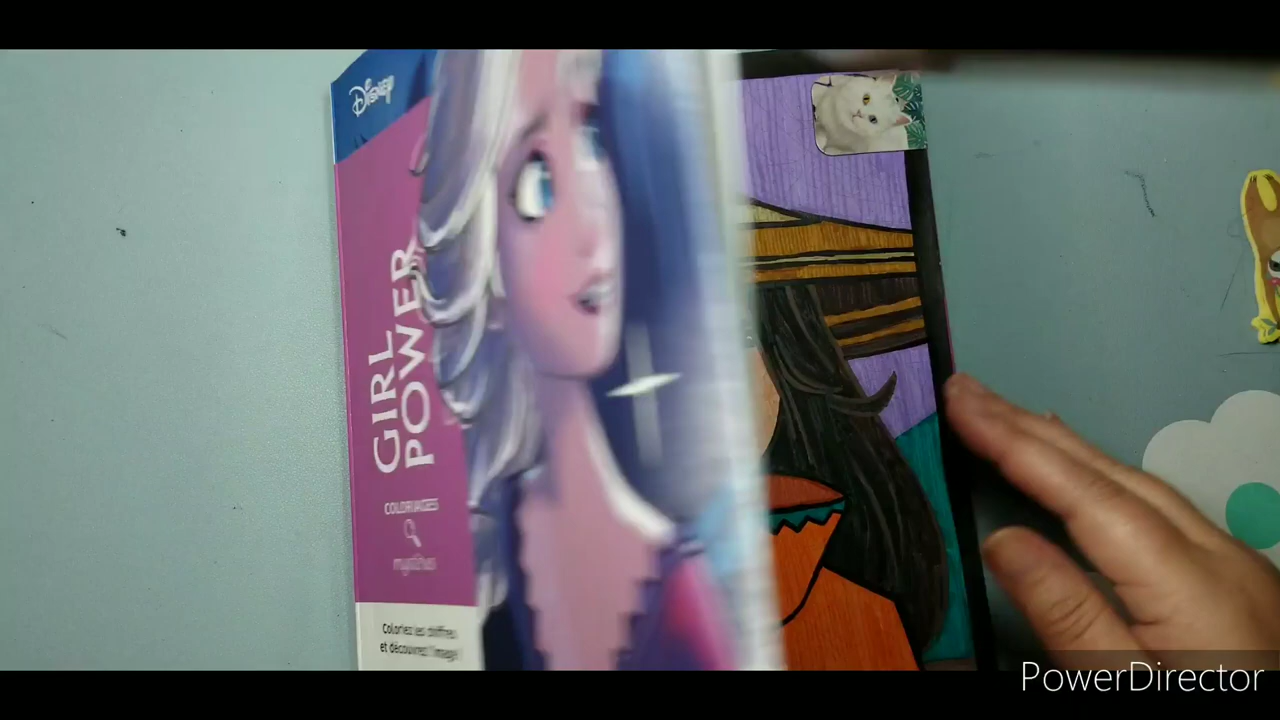 Disney
GIRL
POWER
COLORIAGES
mystères
Coloriez les chiffres
et découvrez l'image
PowerDirector